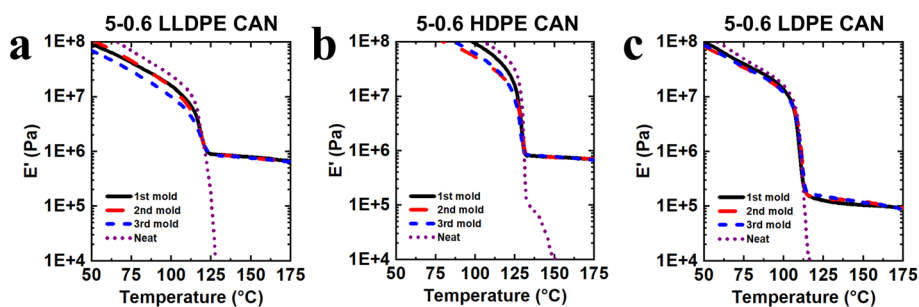 5-0.6 LLDPE CAN
a
1E+8
1E+7
1E+6
1E+5
1E+4
E' (Pa)
1st mold
2nd mold
3rd mold
Neat
50 75 100 125 150 175
Temperature (°C)
5-0.6 HDPE CAN
b
1E+8
1E+7
1E+6
1E+5
1E+4
E' (Pa)
1st mold
2nd mold
3rd mold
Neat
50 75 100 125 150 175
Temperature (°C)
5-0.6 LDPE CAN
c
1E+8
1E+7
1E+6
1E+5
1E+4
E' (Pa)
1st mold
2nd mold
3rd mold
Neat
50 75 100 125 150 175
Temperature (°C)